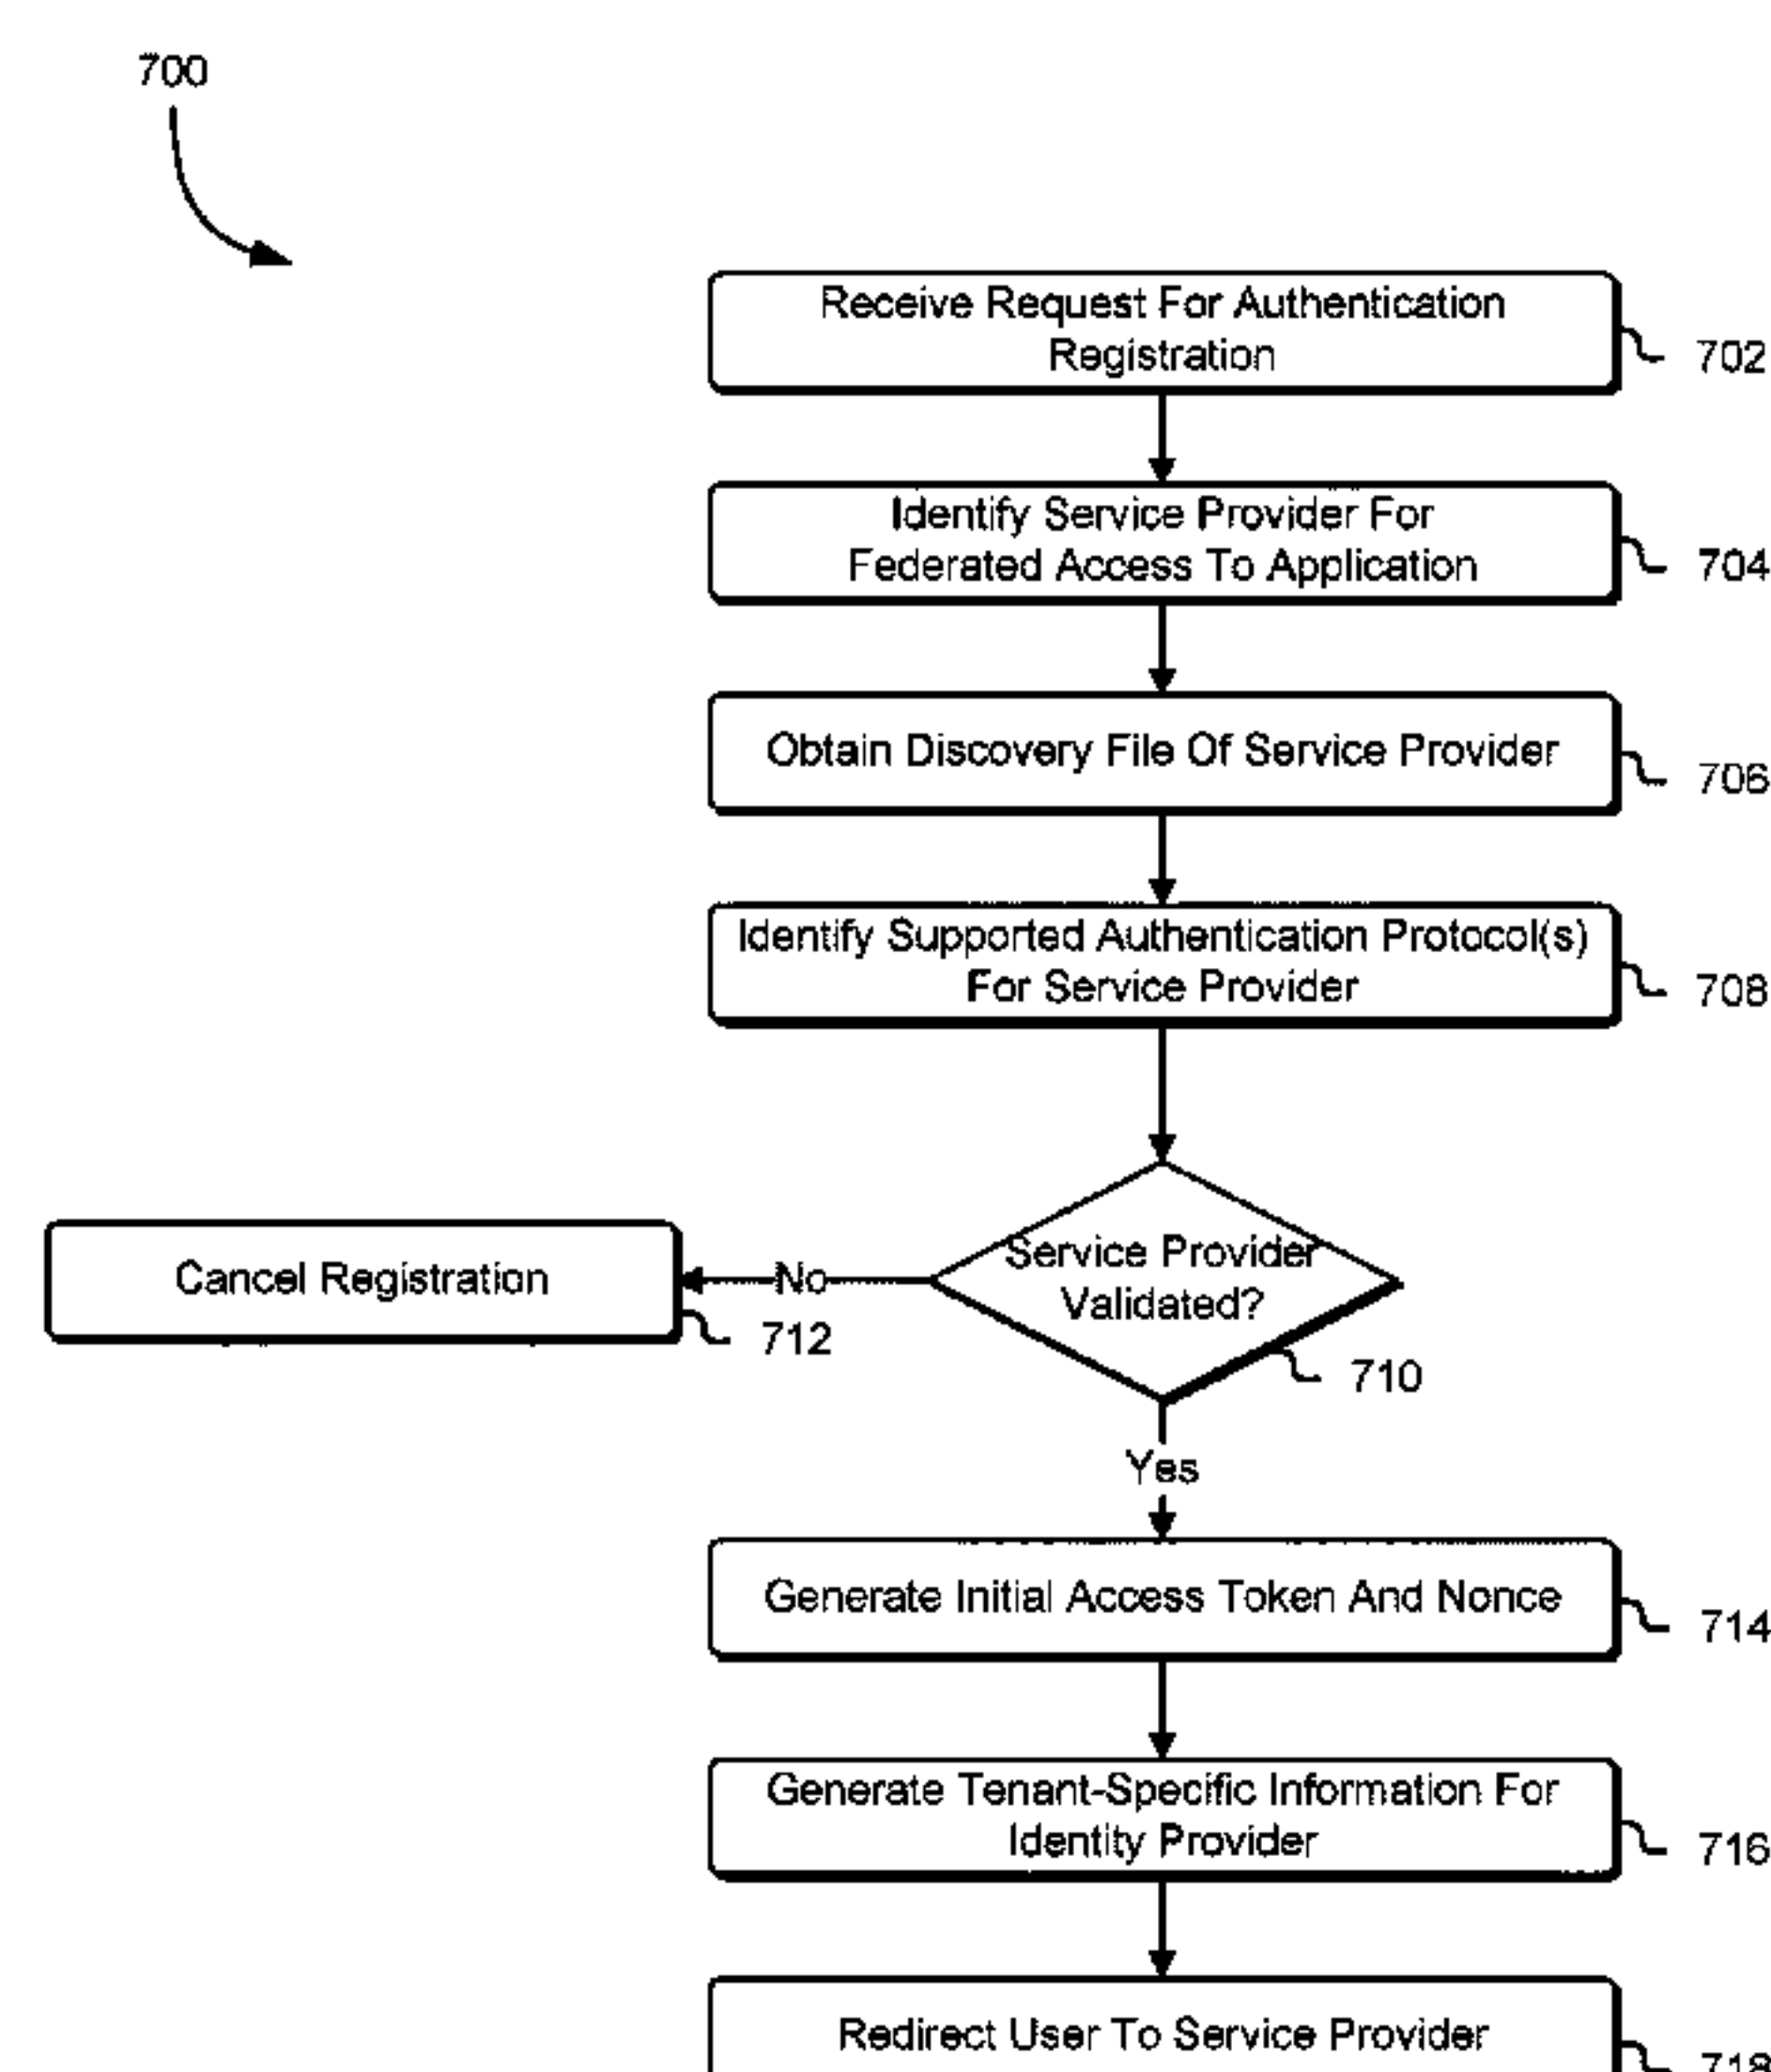 700
Receive Request For Authentication
Registration
702
Identify Service Provider For
Federated Access To Application
704
Obtain Discovery File Of Service Provider
706
Identify Supported Authentication Protocol(s)
For Service Provider
708
Service Provider
Validated?
710
No
Cancel Registration
712
Yes
Generate Initial Access Token And Nonce
714
Generate Tenant-Specific Information For
Identity Provider
716
Redirect User To Service Provider
718